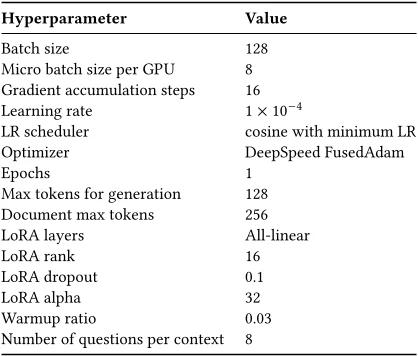 Hyperparameter Value
Batch size 128
Micro batch size per GPU 8
Gradient accumulation steps 16
Learning rate 1 × 10⁻⁴
LR scheduler cosine with minimum LR
Optimizer DeepSpeed FusedAdam
Epochs 1
Max tokens for generation 128
Document max tokens 256
LoRA layers All-linear
LoRA rank 16
LoRA dropout 0.1
LoRA alpha 32
Warmup ratio 0.03
Number of questions per context 8